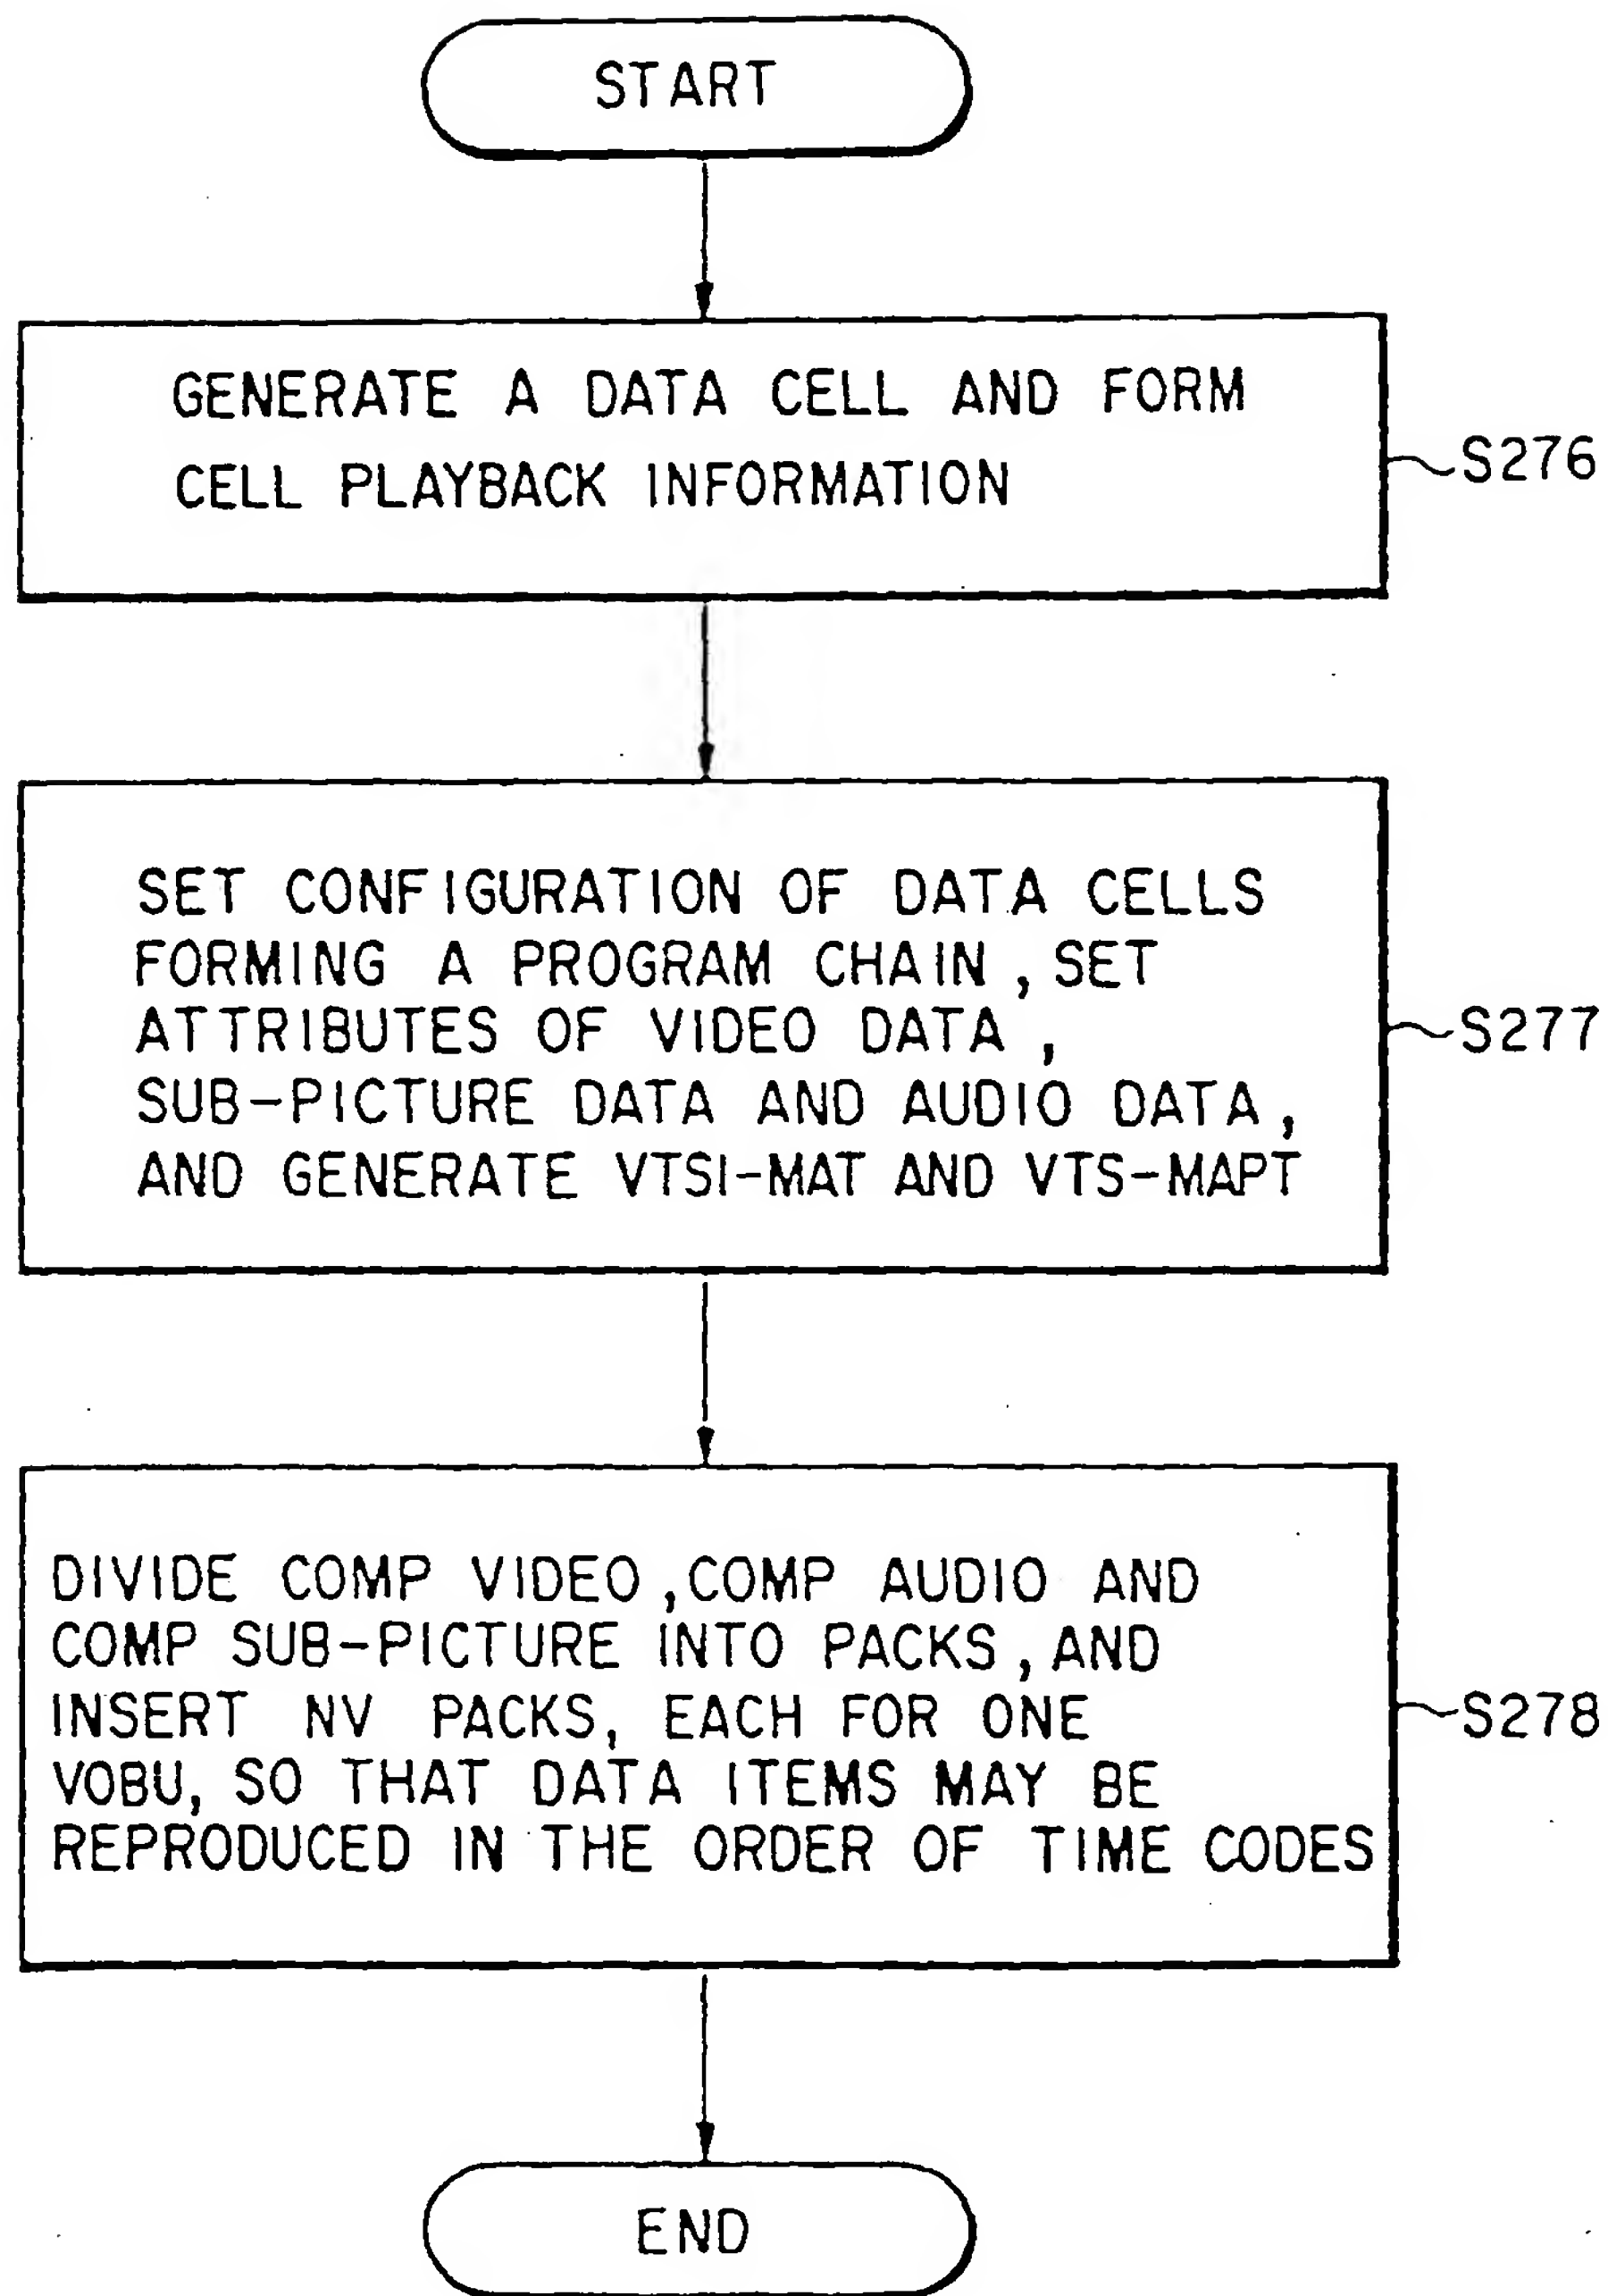 START
GENERATE A DATA CELL AND FORM
CELL PLAYBACK INFORMATION
S276
SET CONFIGURATION OF DATA CELLS
FORMING A PROGRAM CHAIN, SET
ATTRIBUTES OF VIDEO DATA,
SUB-PICTURE DATA AND AUDIO DATA,
AND GENERATE VTSI-MAT AND VTS-MAPT
S277
DIVIDE COMP VIDEO, COMP AUDIO AND
COMP SUB-PICTURE INTO PACKS, AND
INSERT NV PACKS, EACH FOR ONE
VOBU, SO THAT DATA ITEMS MAY BE
REPRODUCED IN THE ORDER OF TIME CODES
S278
END